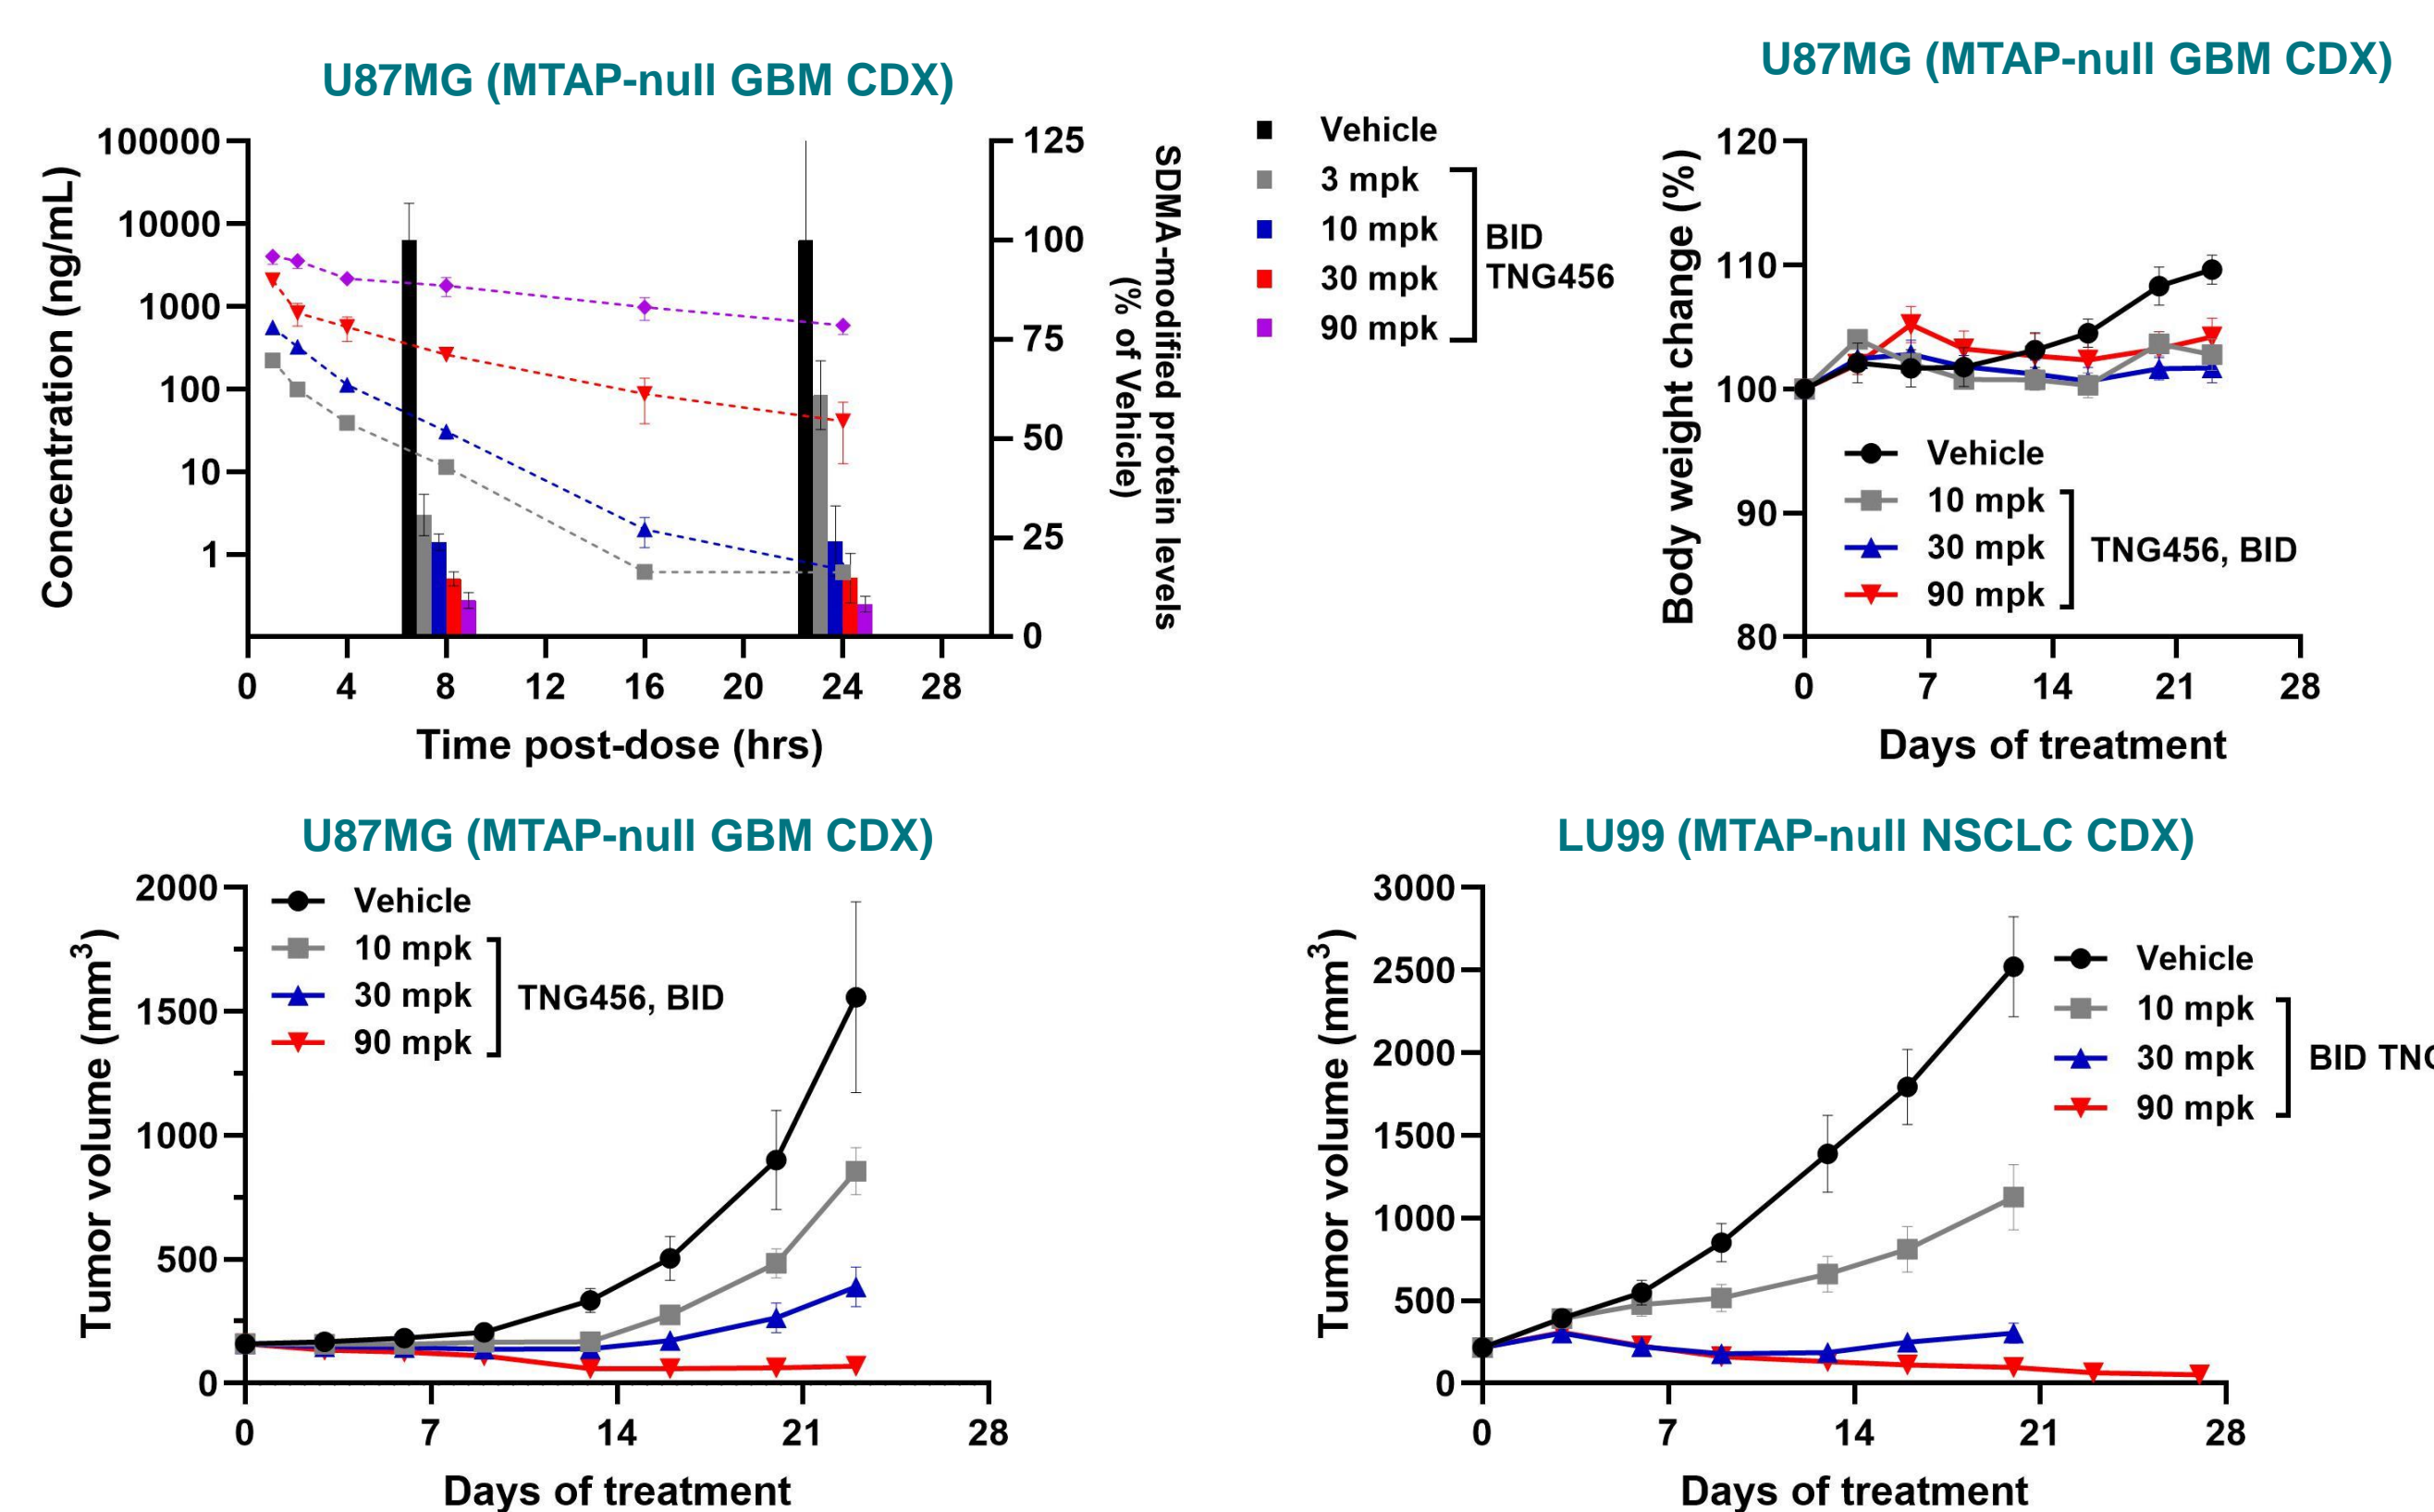 U87MG (MTAP-null GBM CDX)
Concentration (ng/mL)
100000
10000
1000
100
10
1
125
100
75
50
25
0
SDMA-modified protein levels
(% of Vehicle)
0 4 8 12 16 20 24 28
Time post-dose (hrs)
Vehicle
3 mpk
10 mpk
30 mpk
90 mpk
BID
TNG456
U87MG (MTAP-null GBM CDX)
Body weight change (%)
120
110
100
90
80
Vehicle
10 mpk
30 mpk
90 mpk
TNG456, BID
0 7 14 21 28
Days of treatment
U87MG (MTAP-null GBM CDX)
Tumor volume (mm³)
2000
1500
1000
500
0
Vehicle
10 mpk
30 mpk
90 mpk
TNG456, BID
0 7 14 21 28
Days of treatment
LU99 (MTAP-null NSCLC CDX)
Tumor volume (mm³)
3000
2500
2000
1500
1000
500
0
Vehicle
10 mpk
30 mpk
90 mpk
BID
0 7 14 21 28
Days of treatment